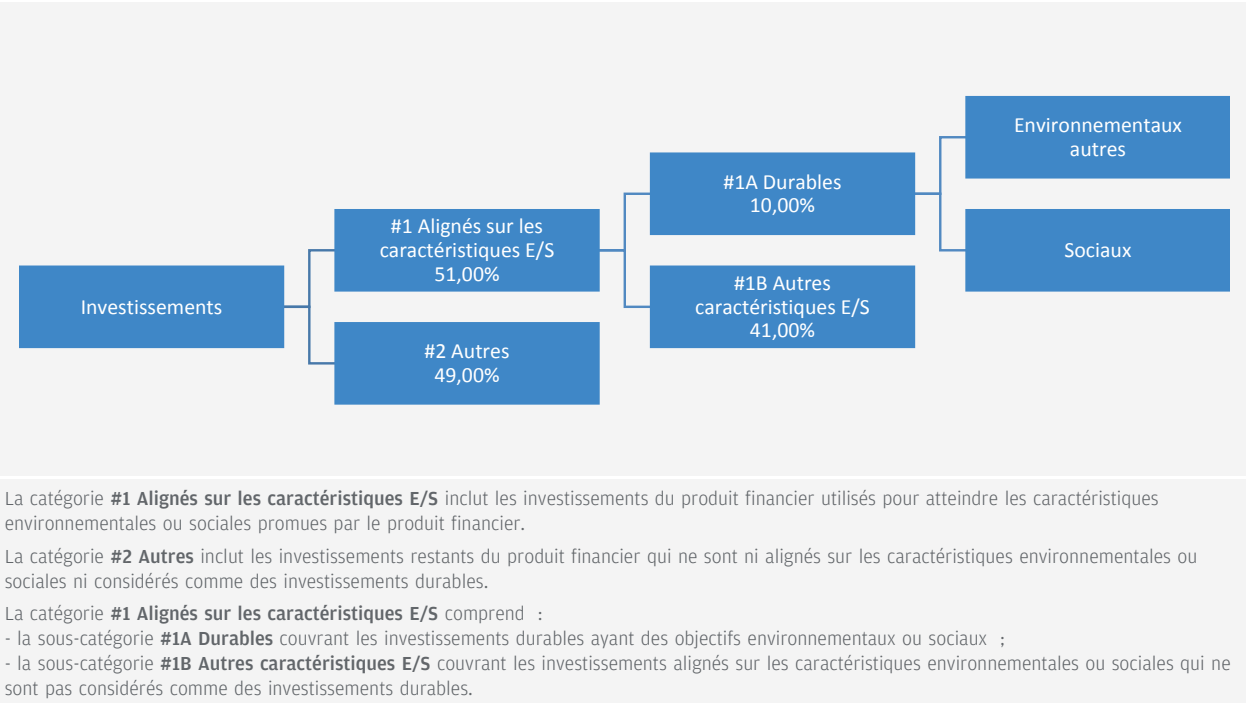 Investissements
#1 Alignés sur les
caractéristiques E/S
51,00%
#2 Autres
49,00%
#1A Durables
10,00%
#1B Autres
caractéristiques E/S
41,00%
Environnementaux
autres
Sociaux
La catégorie #1 Alignés sur les caractéristiques E/S inclut les investissements du produit financier utilisés pour atteindre les caractéristiques
environnementales ou sociales promues par le produit financier.
La catégorie #2 Autres inclut les investissements restants du produit financier qui ne sont ni alignés sur les caractéristiques environnementales ou
sociales ni considérés comme des investissements durables.
La catégorie #1 Alignés sur les caractéristiques E/S comprend :
- la sous-catégorie #1A Durables couvrant les investissements durables ayant des objectifs environnementaux ou sociaux ;
- la sous-catégorie #1B Autres caractéristiques E/S couvrant les investissements alignés sur les caractéristiques environnementales ou sociales qui ne
sont pas considérés comme des investissements durables.